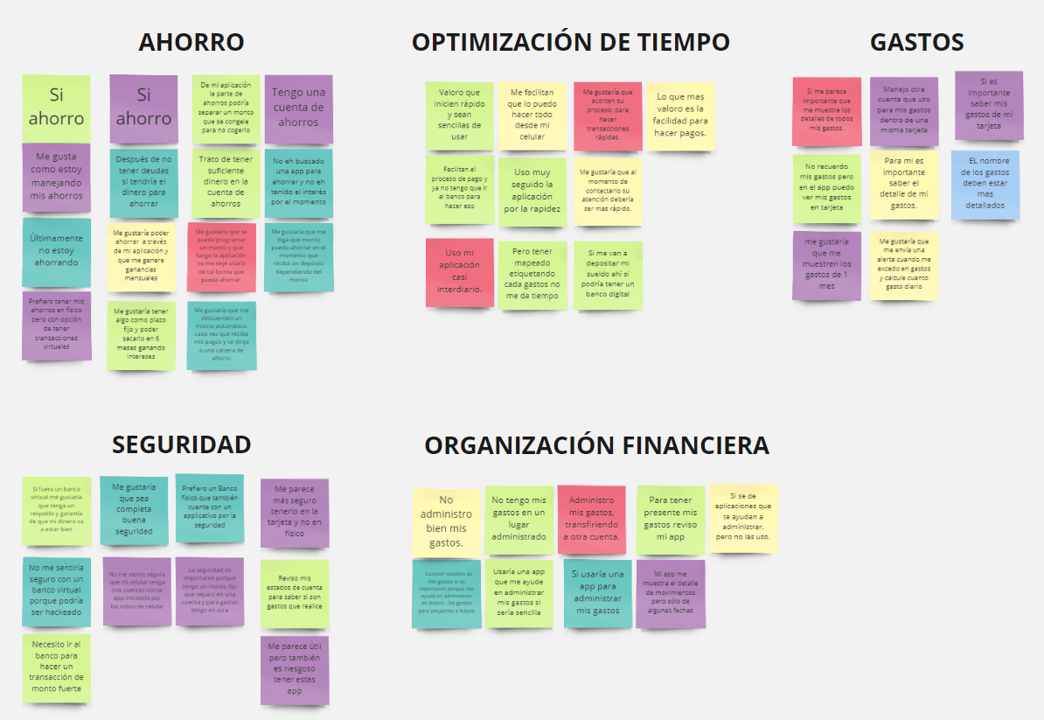 AHORRO
Si
ahorro
Si
ahorro
De mi aplicación
la parte de
ahorros podría
separar un monto
que se congele
para no cogerlo
Tengo una
cuenta de
ahorros
Me gusta
como estoy
manejando
mis ahorros
Después de no
tener deudas
si tendría el
dinero para
ahorrar
Trato de tener
suficiente
dinero en la
cuenta de
ahorros
No eh buscado
una app para
ahorrar y no eh
tenido el interés
por el momento
Últimamente
no estoy
ahorrando
Me gustaría poder
ahorrar a través
de mi aplicación y
que me genere
ganancias
mensuales
Me gustaría que se
pueda programar
un monto y que
luego la aplicación
no me deje usarlo
de tal forma que
pueda ahorrar.
Me gustaría que me
diga que monto
puedo ahorrar en el
momento que
reciba un depósito
dependiendo del
monto
Prefiero tener mis
ahorros en físico
pero con opción
de tener
transacciones
virtuales
Me gustaría tener
algo como plazo
fijo y poder
sacarlo en 6
meses ganando
intereses
Me gustaría que me
descuenten un
monto automático
cada vez que reciba
mis pagos y se dirija
a una cartera de
ahorro
OPTIMIZACIÓN DE TIEMPO
Valoro que
inicien rápido
y sean
sencillas de
usar
Me facilitan
que lo puedo
hacer todo
desde mi
celular
Me gustaría que
acorten su
proceso, para
hacer
transacciones
rápidas.
Lo que mas
valoro es la
facilidad para
hacer pagos.
Facilitan el
proceso de pago y
ya no tengo que ir
al banco para
hacer eso
Uso muy
seguido la
aplicación
por la rapidez
Me gustaría que al
momento de
contactarlo su
atención debería
ser mas rápido.
Uso mi
aplicación
casi
interdiario.
Pero tener
mapeado
etiquetando
cada gastos no
me da tiempo
Si me van a
depositar mi
sueldo ahí si
podría tener un
banco digital
GASTOS
Si me parece
importante que
me muestre los
detalles de todos
mis gastos.
Manejo otra
cuenta que uso
para mis gastos
dentro de una
misma tarjeta
Si es
importante
saber mis
gastos de mi
tarjeta
No recuerdo
mis gastos pero
en el app puedo
ver mis gastos
en tarjeta
Para mi es
importante
saber el
detalle de mi
gastos.
EL nombre
de los gastos
deben estar
mas
detallados
me gustaría
que me
muestren los
gastos de 1
mes
Me gustaría que
me envía una
alerta cuando me
excedo en gastos
y calcule cuanto
gasto diario
SEGURIDAD
Si fuera un banco
virtual me gustaría
que tenga un
respaldo y garantía
de que mi dinero va
a estar bien
Me gustaría
que sea
completa
buena
seguridad
Prefiero un Banco
físico que también
cuente con un
applicativo por la
seguridad
Me parece
más seguro
tenerlo en la
tarjeta y no en
físico
No me sentiría
seguro con un
banco virtual
porque podría
ser hackeado
No me siento segura
que mi celular tenga
mis cuentas con la
app instalada por
los robos de celular
La seguridad es
importante porque
tengo un monto fijo
que separo en una
cuenta y para gastos
tengo en otra
Reviso mis
estados de cuenta
para saber si son
gastos que realice
Necesito ir al
banco para
hacer un
transacción de
monto fuerte
Me parece útil
pero también
es riesgoso
tener estas
app
ORGANIZACIÓN FINANCIERA
No
administro
bien mis
gastos.
No tengo mis
gastos en un
lugar
administrado
Administro
mis gastos,
transfiriendo
a otra cuenta.
Para tener
presente mis
gastos reviso
mi app
Si se de
aplicaciones que
te ayudan a
administrar,
pero no las uso.
Conocer detalles de
mis gastos si es
importante porque me
ayuda en administrar
mi dinero, los gastos
para proyectos a futuro
Usaría una app
que me ayude
en administrar
mis gastos si
sería sencilla
Si usaría una
app para
administrar
mis gastos
Mi app me
muestra el detalle
de movimientos
pero sólo de
algunas fechas